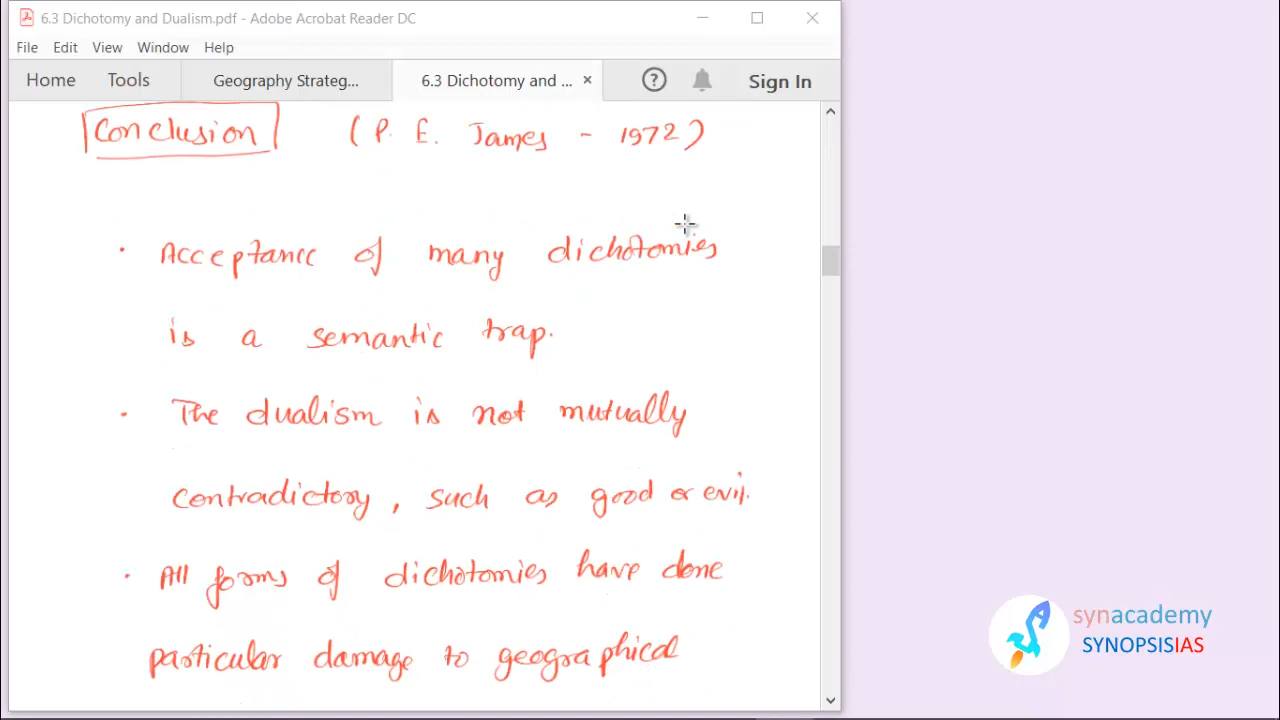 6.3 Dichotomy and Dualism.pdf - Adobe Acrobat Reader DC
File Edit View Window Help
Home Tools Geography Strateg... 6.3 Dichotomy and ... × ? Sign In
Conclusion (P. E. James - 1972)
• Acceptance of many dichotomies
is a semantic trap.
• The dualism is not mutually
contradictory, such as good or evil.
• All forms of dichotomies have done
particular damage to geographical
synacademy
SYNOPSISIAS